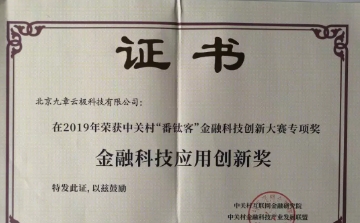 证书
北京九章云极科技有限公司：
在2019年荣获中关村“番钛客”金融科技创新大赛专项奖
金融科技应用创新奖
特发此证，以兹鼓励
中关村互联网金融研究院
中关村金融科技产业发展联盟